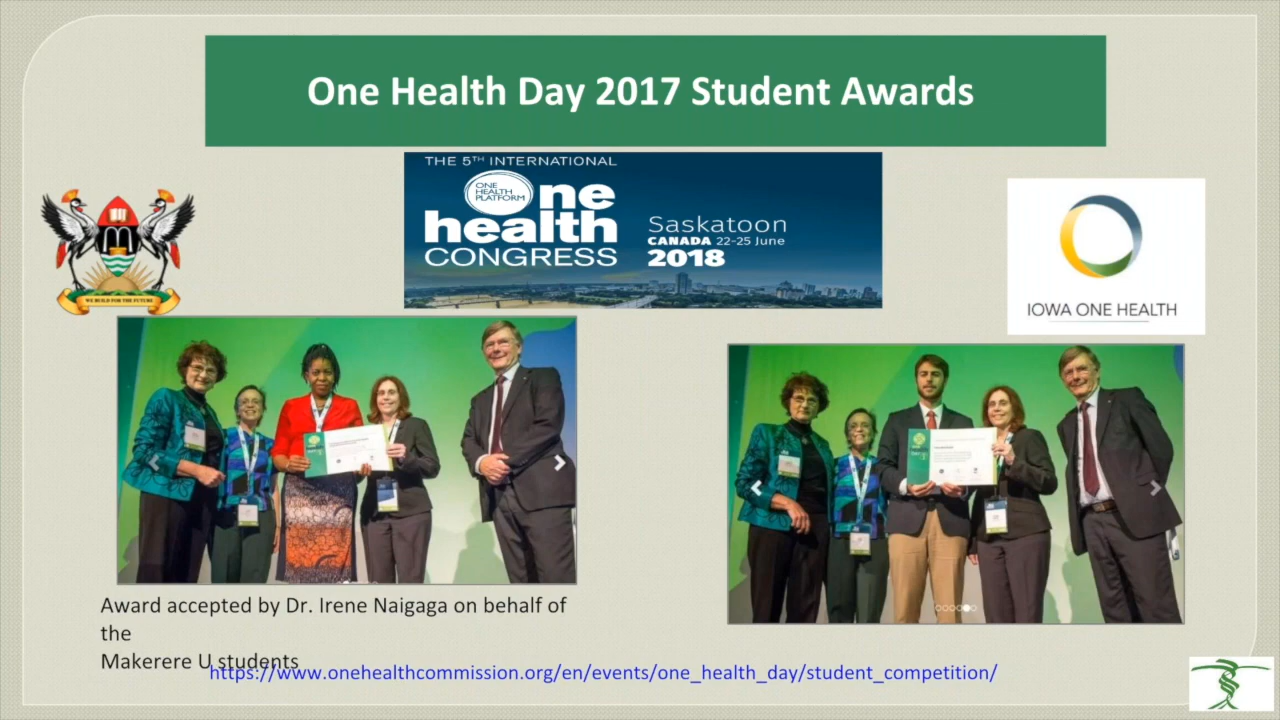 One Health Day 2017 Student Awards
THE 5TH INTERNATIONAL
ONE
HEALTH
PLATFORM
One
health
CONGRESS
Saskatoon
CANADA 22-25 June
2018
WE BUILD FOR THE FUTURE
IOWA ONE HEALTH
Award accepted by Dr. Irene Naigaga on behalf of
the
Makerere U students
https://www.onehealthcommission.org/en/events/one_health_day/student_competition/